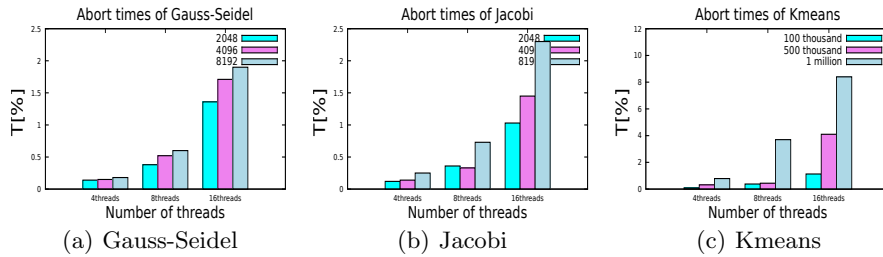 Abort times of Gauss-Seidel
2.5
2
1.5
1
0.5
0
T[%]
2048
4096
8192
4threads
8threads
16threads
Number of threads
(a) Gauss-Seidel
Abort times of Jacobi
2.5
2
1.5
1
0.5
0
T[%]
2048
409
819
4threads
8threads
16threads
Number of threads
(b) Jacobi
Abort times of Kmeans
12
10
8
6
4
2
0
T[%]
100 thousand
500 thousand
1 million
4threads
8threads
16threads
Number of threads
(c) Kmeans